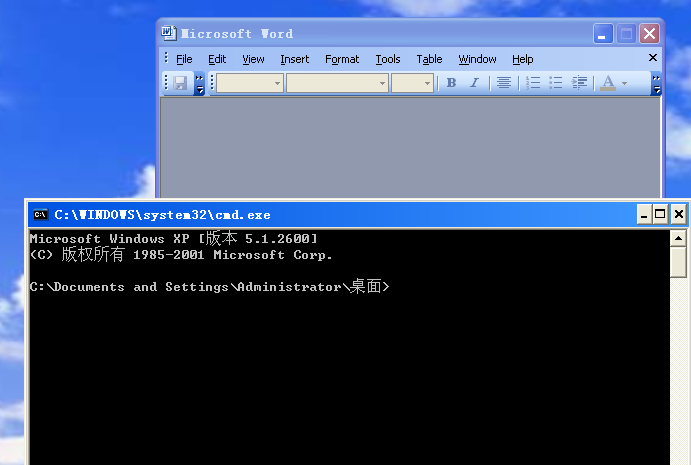 Microsoft Word
File Edit View Insert Format Tools Table Window Help
B I A
C:\WINDOWS\system32\cmd.exe
Microsoft Windows XP [版本 5.1.2600]
(C) 版权所有 1985-2001 Microsoft Corp.
C:\Documents and Settings\Administrator\桌面>